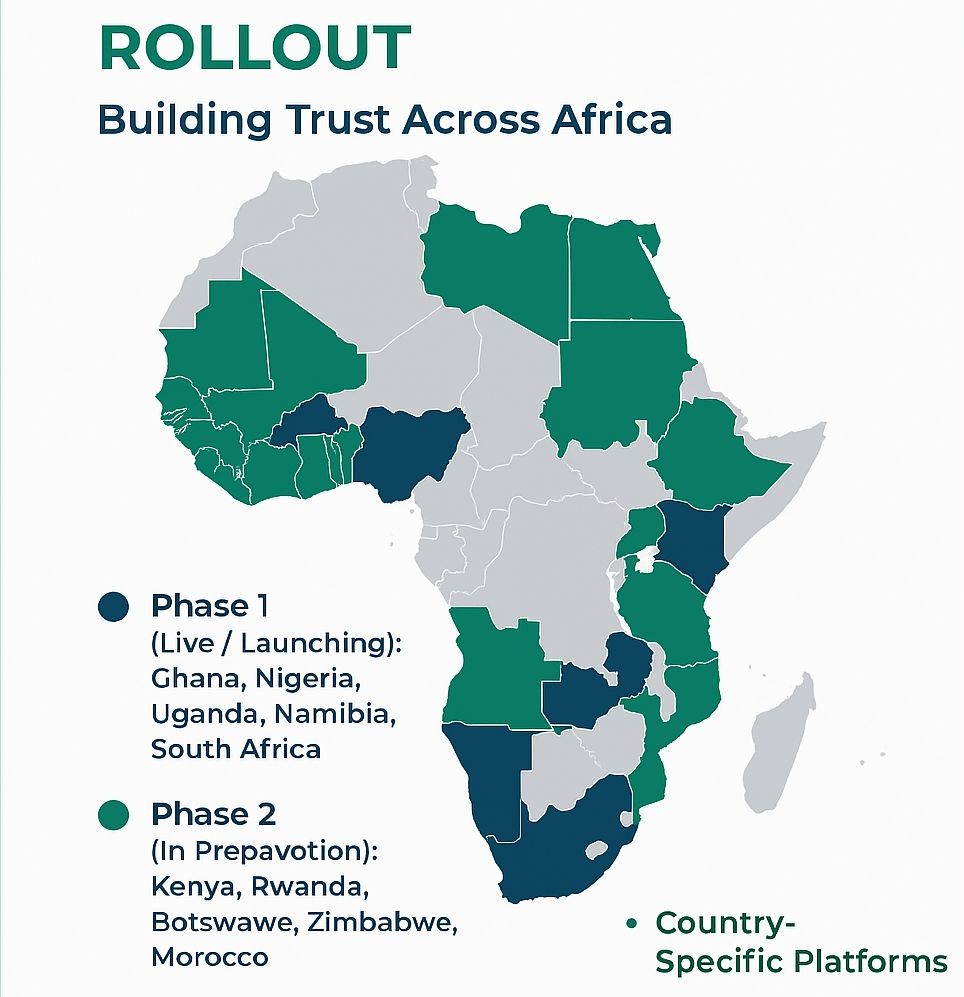 ROLLOUT
Building Trust Across Africa
Phase 1
(Live / Launching):
Ghana, Nigeria,
Uganda, Namibia,
South Africa
Phase 2
(In Prepavotion):
Kenya, Rwanda,
Botswawe, Zimbabwe,
Morocco
• Country-
Specific Platforms